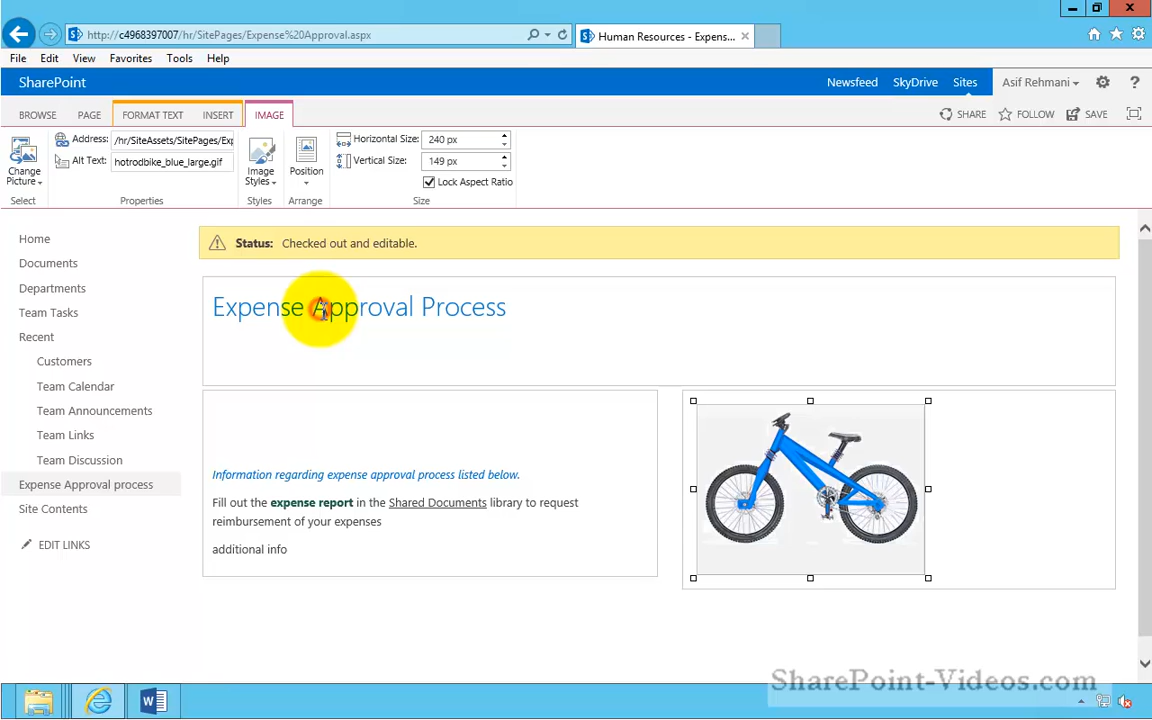 http://c4968397007/hr/SitePages/Expense%20Approval.aspx
Human Resources - Expens...
File Edit View Favorites Tools Help
SharePoint
Newsfeed SkyDrive Sites Asif Rehmani ?
BROWSE PAGE FORMAT TEXT INSERT IMAGE
SHARE FOLLOW SAVE
Change Picture
Address: /hr/SiteAssets/SitePages/Exp
Alt Text: hotrodbike_blue_large.gif
Image Styles
Position
Horizontal Size: 240 px
Vertical Size: 149 px
Lock Aspect Ratio
Select Properties Styles Arrange Size
Home
Documents
Departments
Team Tasks
Recent
Customers
Team Calendar
Team Announcements
Team Links
Team Discussion
Expense Approval process
Site Contents
EDIT LINKS
Status: Checked out and editable.
Expense Approval Process
Information regarding expense approval process listed below.
Fill out the expense report in the Shared Documents library to request
reimbursement of your expenses
additional info
SharePoint-Videos.com